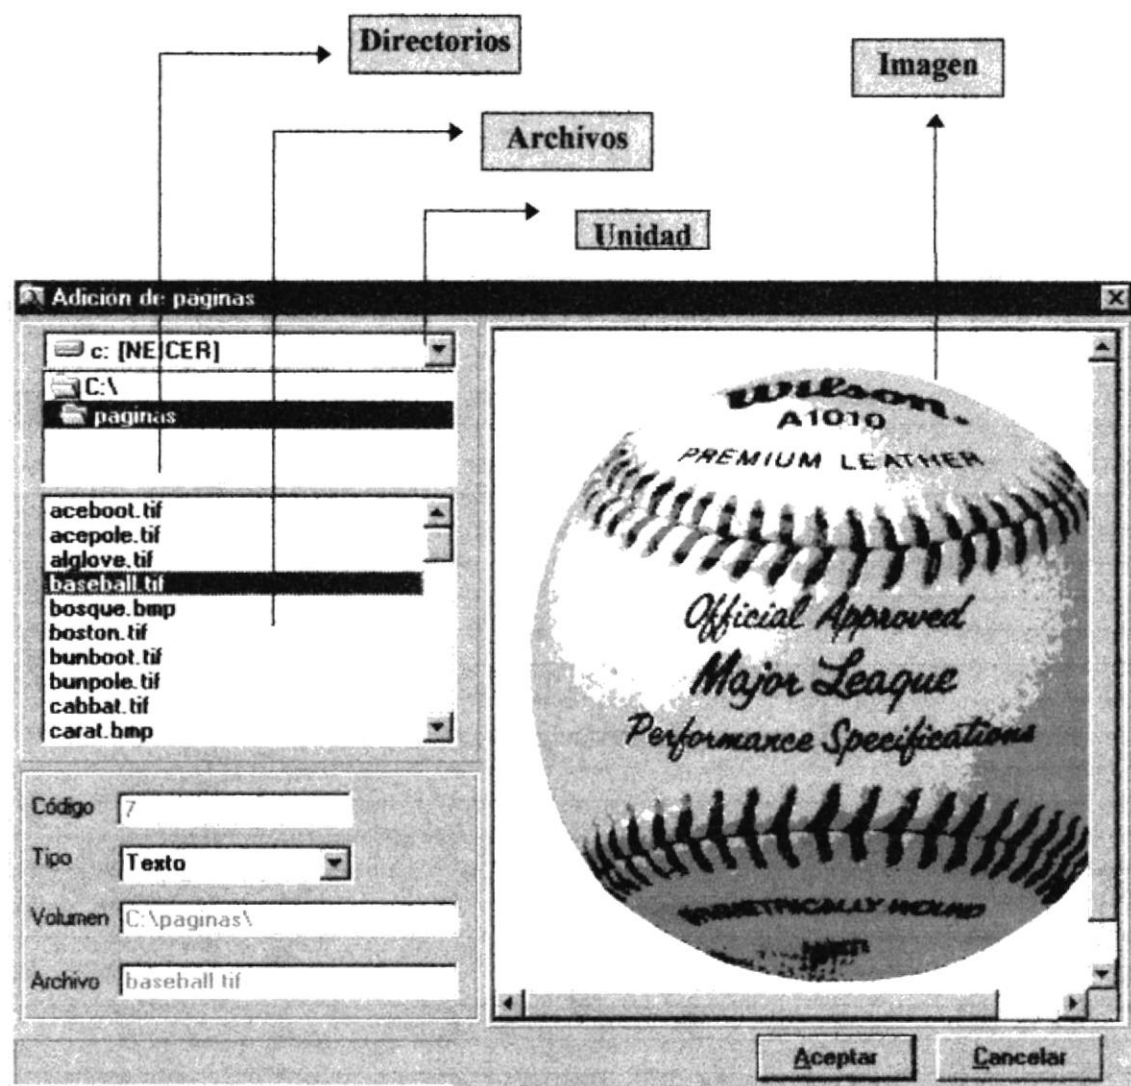 Directorios
Imagen
Archivos
Unidad
Adicion de paginas
c: [NEICER]
C:\
paginas
aceboot.tif
acepole.tif
alglove.tif
baseball.tif
bosque.bmp
boston.tif
bunboot.tif
bunpole.tif
cabbat.tif
carat.bmp
Wilson.
A1010
PREMIUM LEATHER
Official Approved
Major League
Performance Specifications
WOUND
Código 7
Tipo Texto
Volumen C:\paginas\
Archivo baseball tif
Aceptar Cancelar